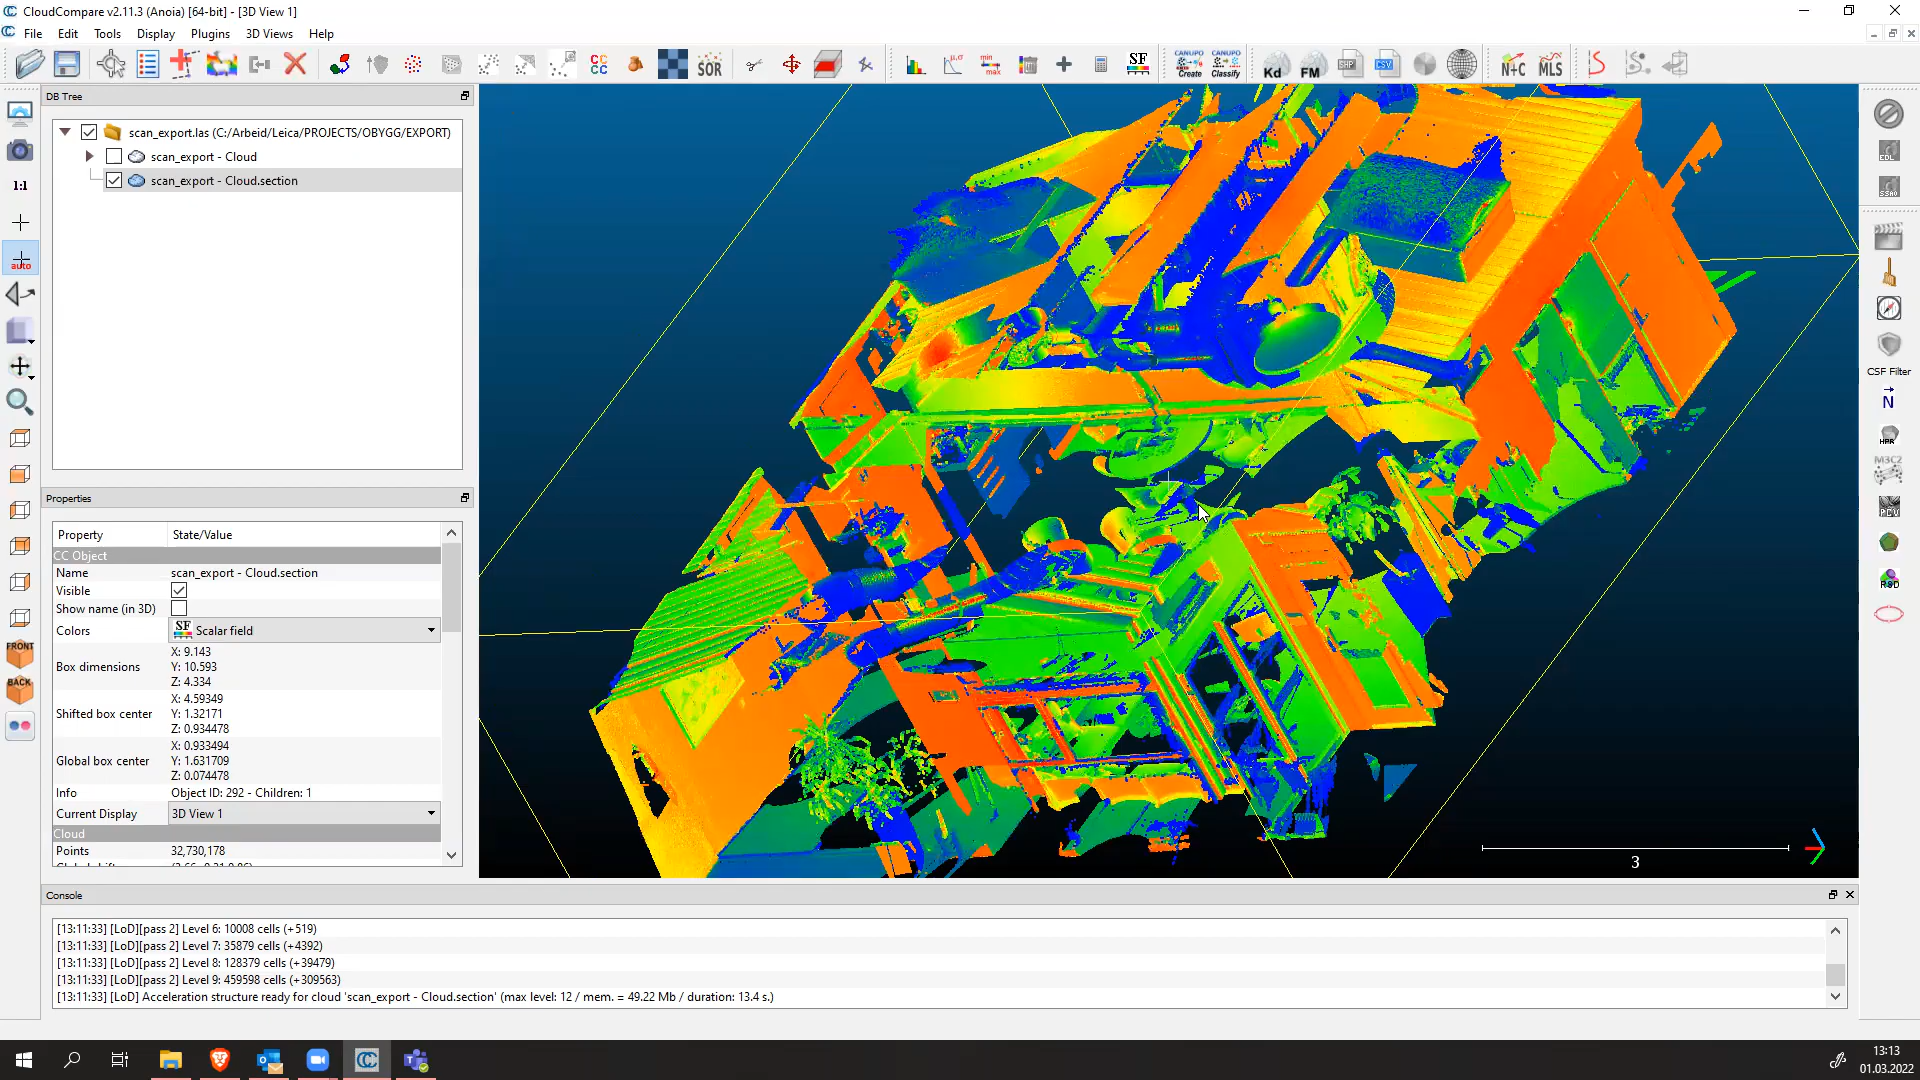 CloudCompare v2.11.3 (Anoia) [64-bit] - [3D View 1]
File Edit Tools Display Plugins 3D Views Help
SOR
SF
CANUPO Create
CANUPO Classify
Kd
FM
SHP
CSV
N+C
MLS
DB Tree
scan_export.las (C:/Arbeid/Leica/PROJECTS/OBYGG/EXPORT)
scan_export - Cloud
scan_export - Cloud.section
1:1
auto
FRONT
BACK
Properties
Property State/Value
CC Object
Name scan_export - Cloud.section
Visible
Show name (in 3D)
Colors SF Scalar field
Box dimensions X: 9.143
Y: 10.593
Z: 4.334
Shifted box center X: 4.59349
Y: 1.32171
Z: 0.934478
Global box center X: 0.933494
Y: 1.631709
Z: 0.074478
Info Object ID: 292 - Children: 1
Current Display 3D View 1
Cloud
Points 32,730,178
3
EDL
SSAO
CSF Filter
N
HPR
M3C2
PCV
RSD
Console
[13:11:33] [LoD][pass 2] Level 6: 10008 cells (+519)
[13:11:33] [LoD][pass 2] Level 7: 35879 cells (+4392)
[13:11:33] [LoD][pass 2] Level 8: 128379 cells (+39479)
[13:11:33] [LoD][pass 2] Level 9: 459598 cells (+309563)
[13:11:33] [LoD] Acceleration structure ready for cloud 'scan_export - Cloud.section' (max level: 12 / mem. = 49.22 Mb / duration: 13.4 s.)
13:13
01.03.2022